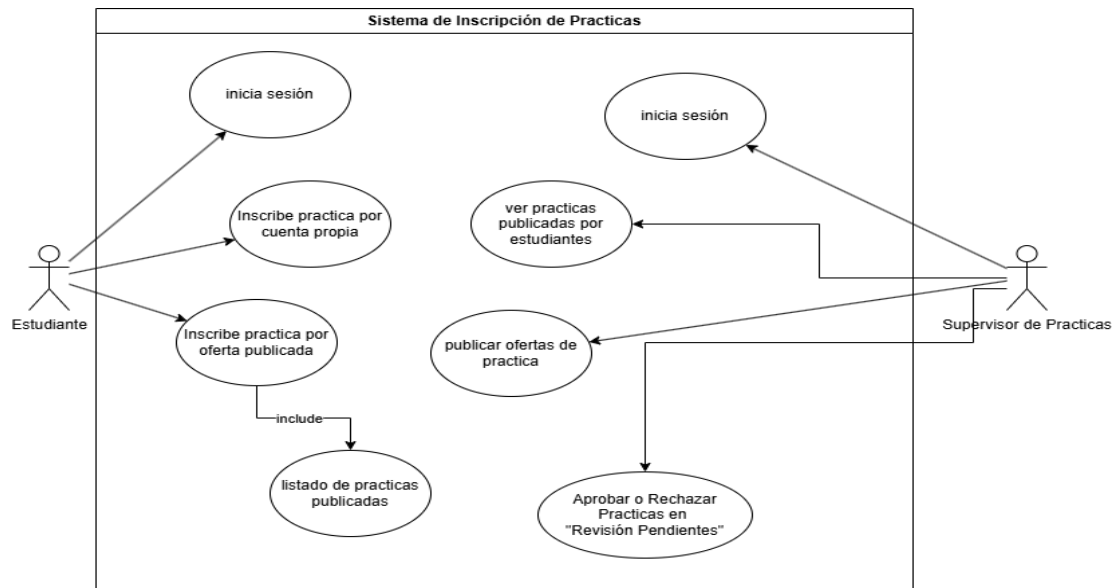 Sistema de Inscripción de Practicas
inicia sesión
inicia sesión
Inscribe practica por
cuenta propia
ver practicas
publicadas por
estudiantes
Estudiante
Supervisor de Practicas
Inscribe practica por
oferta publicada
publicar ofertas de
practica
include
listado de practicas
publicadas
Aprobar o Rechazar
Practicas en
"Revisión Pendientes"